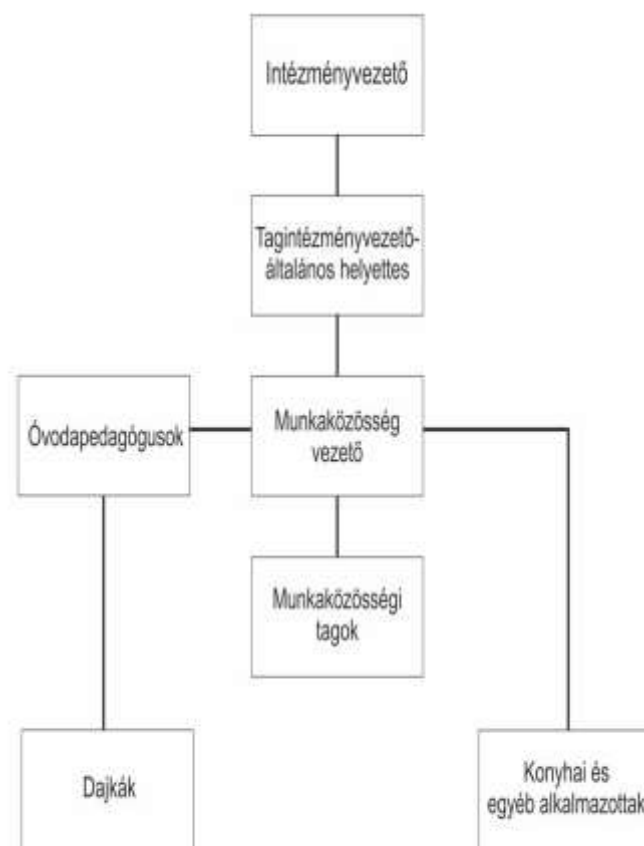 Intézményvezető
Tagintézményvezető-
általános helyettes
Óvodapedagógusok
Munkaközösség
vezető
Munkaközösségi
tagok
Dajkák
Konyhai és
egyéb alkalmazottak